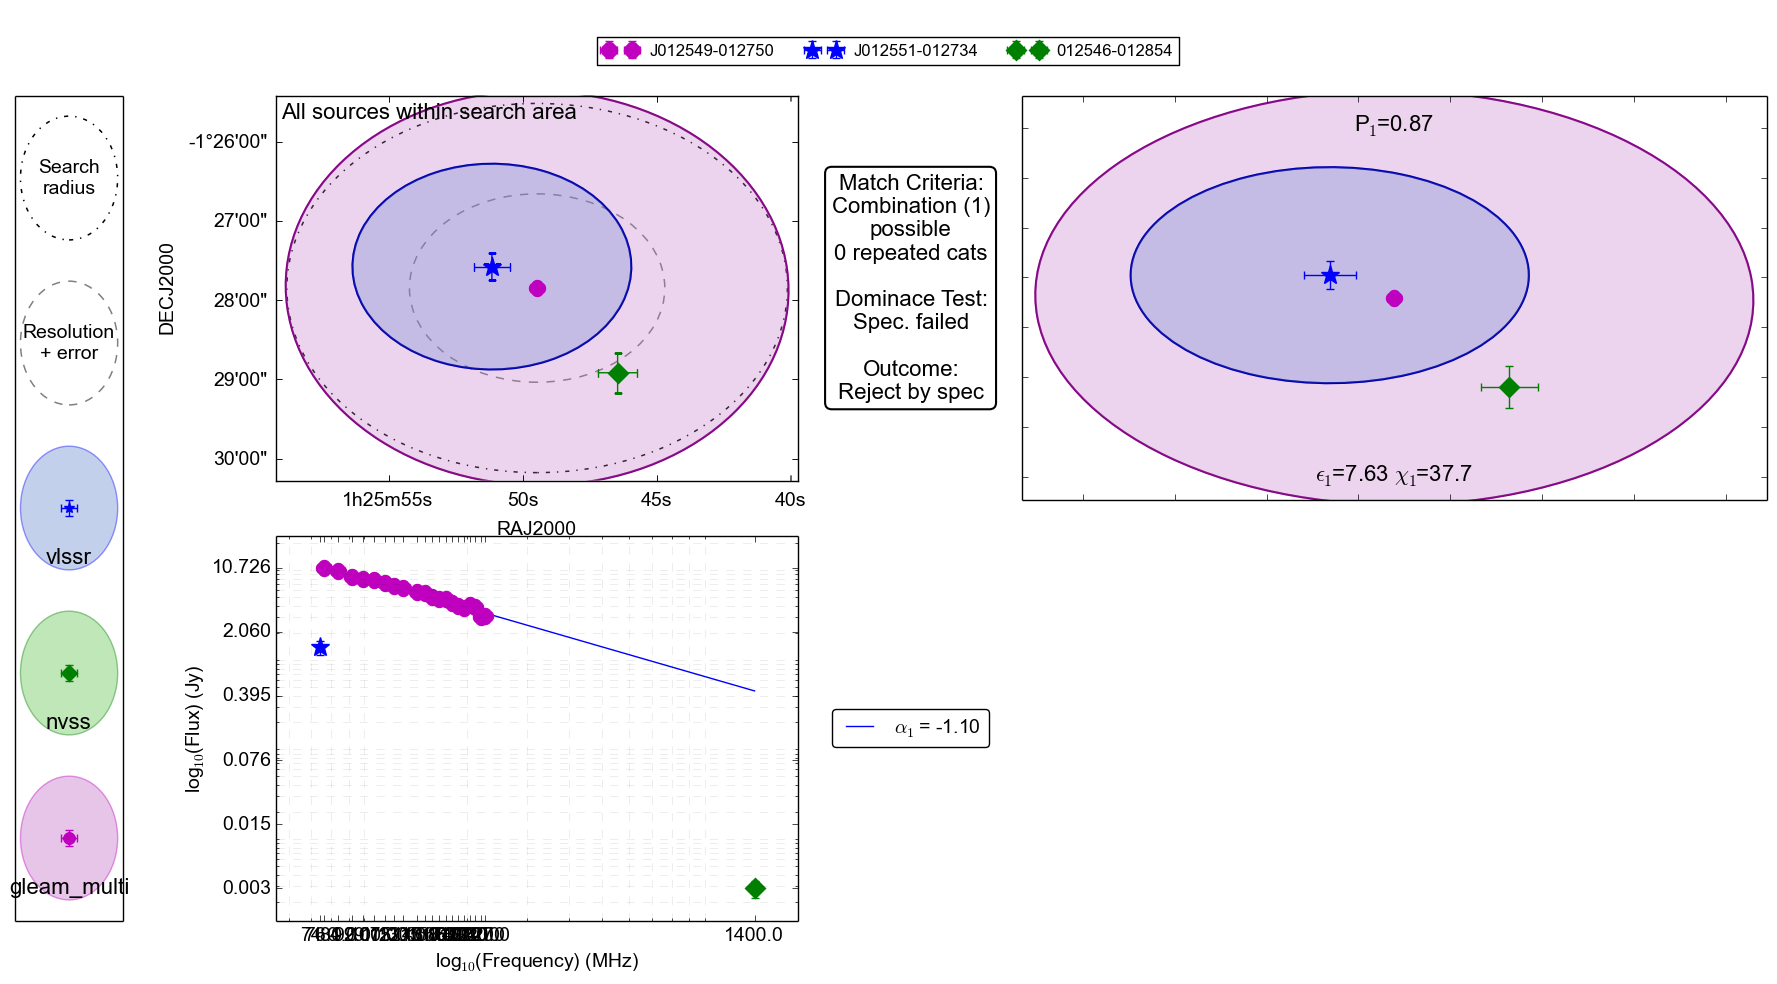 J012549-012750 J012551-012734 012546-012854
Search
radius
Resolution
+ error
vlssr
nvss
gleam_multi
All sources within search area
DECJ2000
-1°26'00"
27'00"
28'00"
29'00"
30'00"
1h25m55s 50s 45s 40s
RAJ2000
Match Criteria:
Combination (1)
possible
0 repeated cats
Dominace Test:
Spec. failed
Outcome:
Reject by spec
P₁=0.87
ϵ₁=7.63 χ₁=37.7
log₁₀(Flux) (Jy)
10.726
2.060
0.395
0.076
0.015
0.003
1400.0
log₁₀(Frequency) (MHz)
α₁ = -1.10